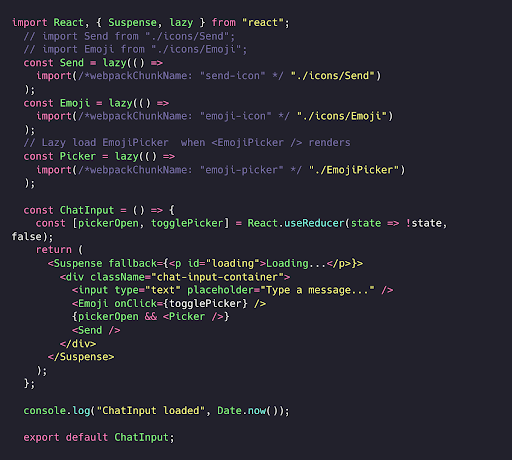 import React, { Suspense, lazy } from "react";
// import Send from "./icons/Send";
// import Emoji from "./icons/Emoji";
const Send = lazy(() =>
import(/*webpackChunkName: "send-icon" */ "./icons/Send")
);
const Emoji = lazy(() =>
import(/*webpackChunkName: "emoji-icon" */ "./icons/Emoji")
);
// Lazy load EmojiPicker  when <EmojiPicker /> renders
const Picker = lazy(() =>
import(/*webpackChunkName: "emoji-picker" */ "./EmojiPicker")
);
const ChatInput = () => {
const [pickerOpen, togglePicker] = React.useReducer(state => !state,
false);
return (
<Suspense fallback={<p id="loading">Loading...</p>}>
<div className="chat-input-container">
<input type="text" placeholder="Type a message..." />
<Emoji onClick={togglePicker} />
{pickerOpen && <Picker />}
<Send />
</div>
</Suspense>
);
};
console.log("ChatInput loaded", Date.now());
export default ChatInput;